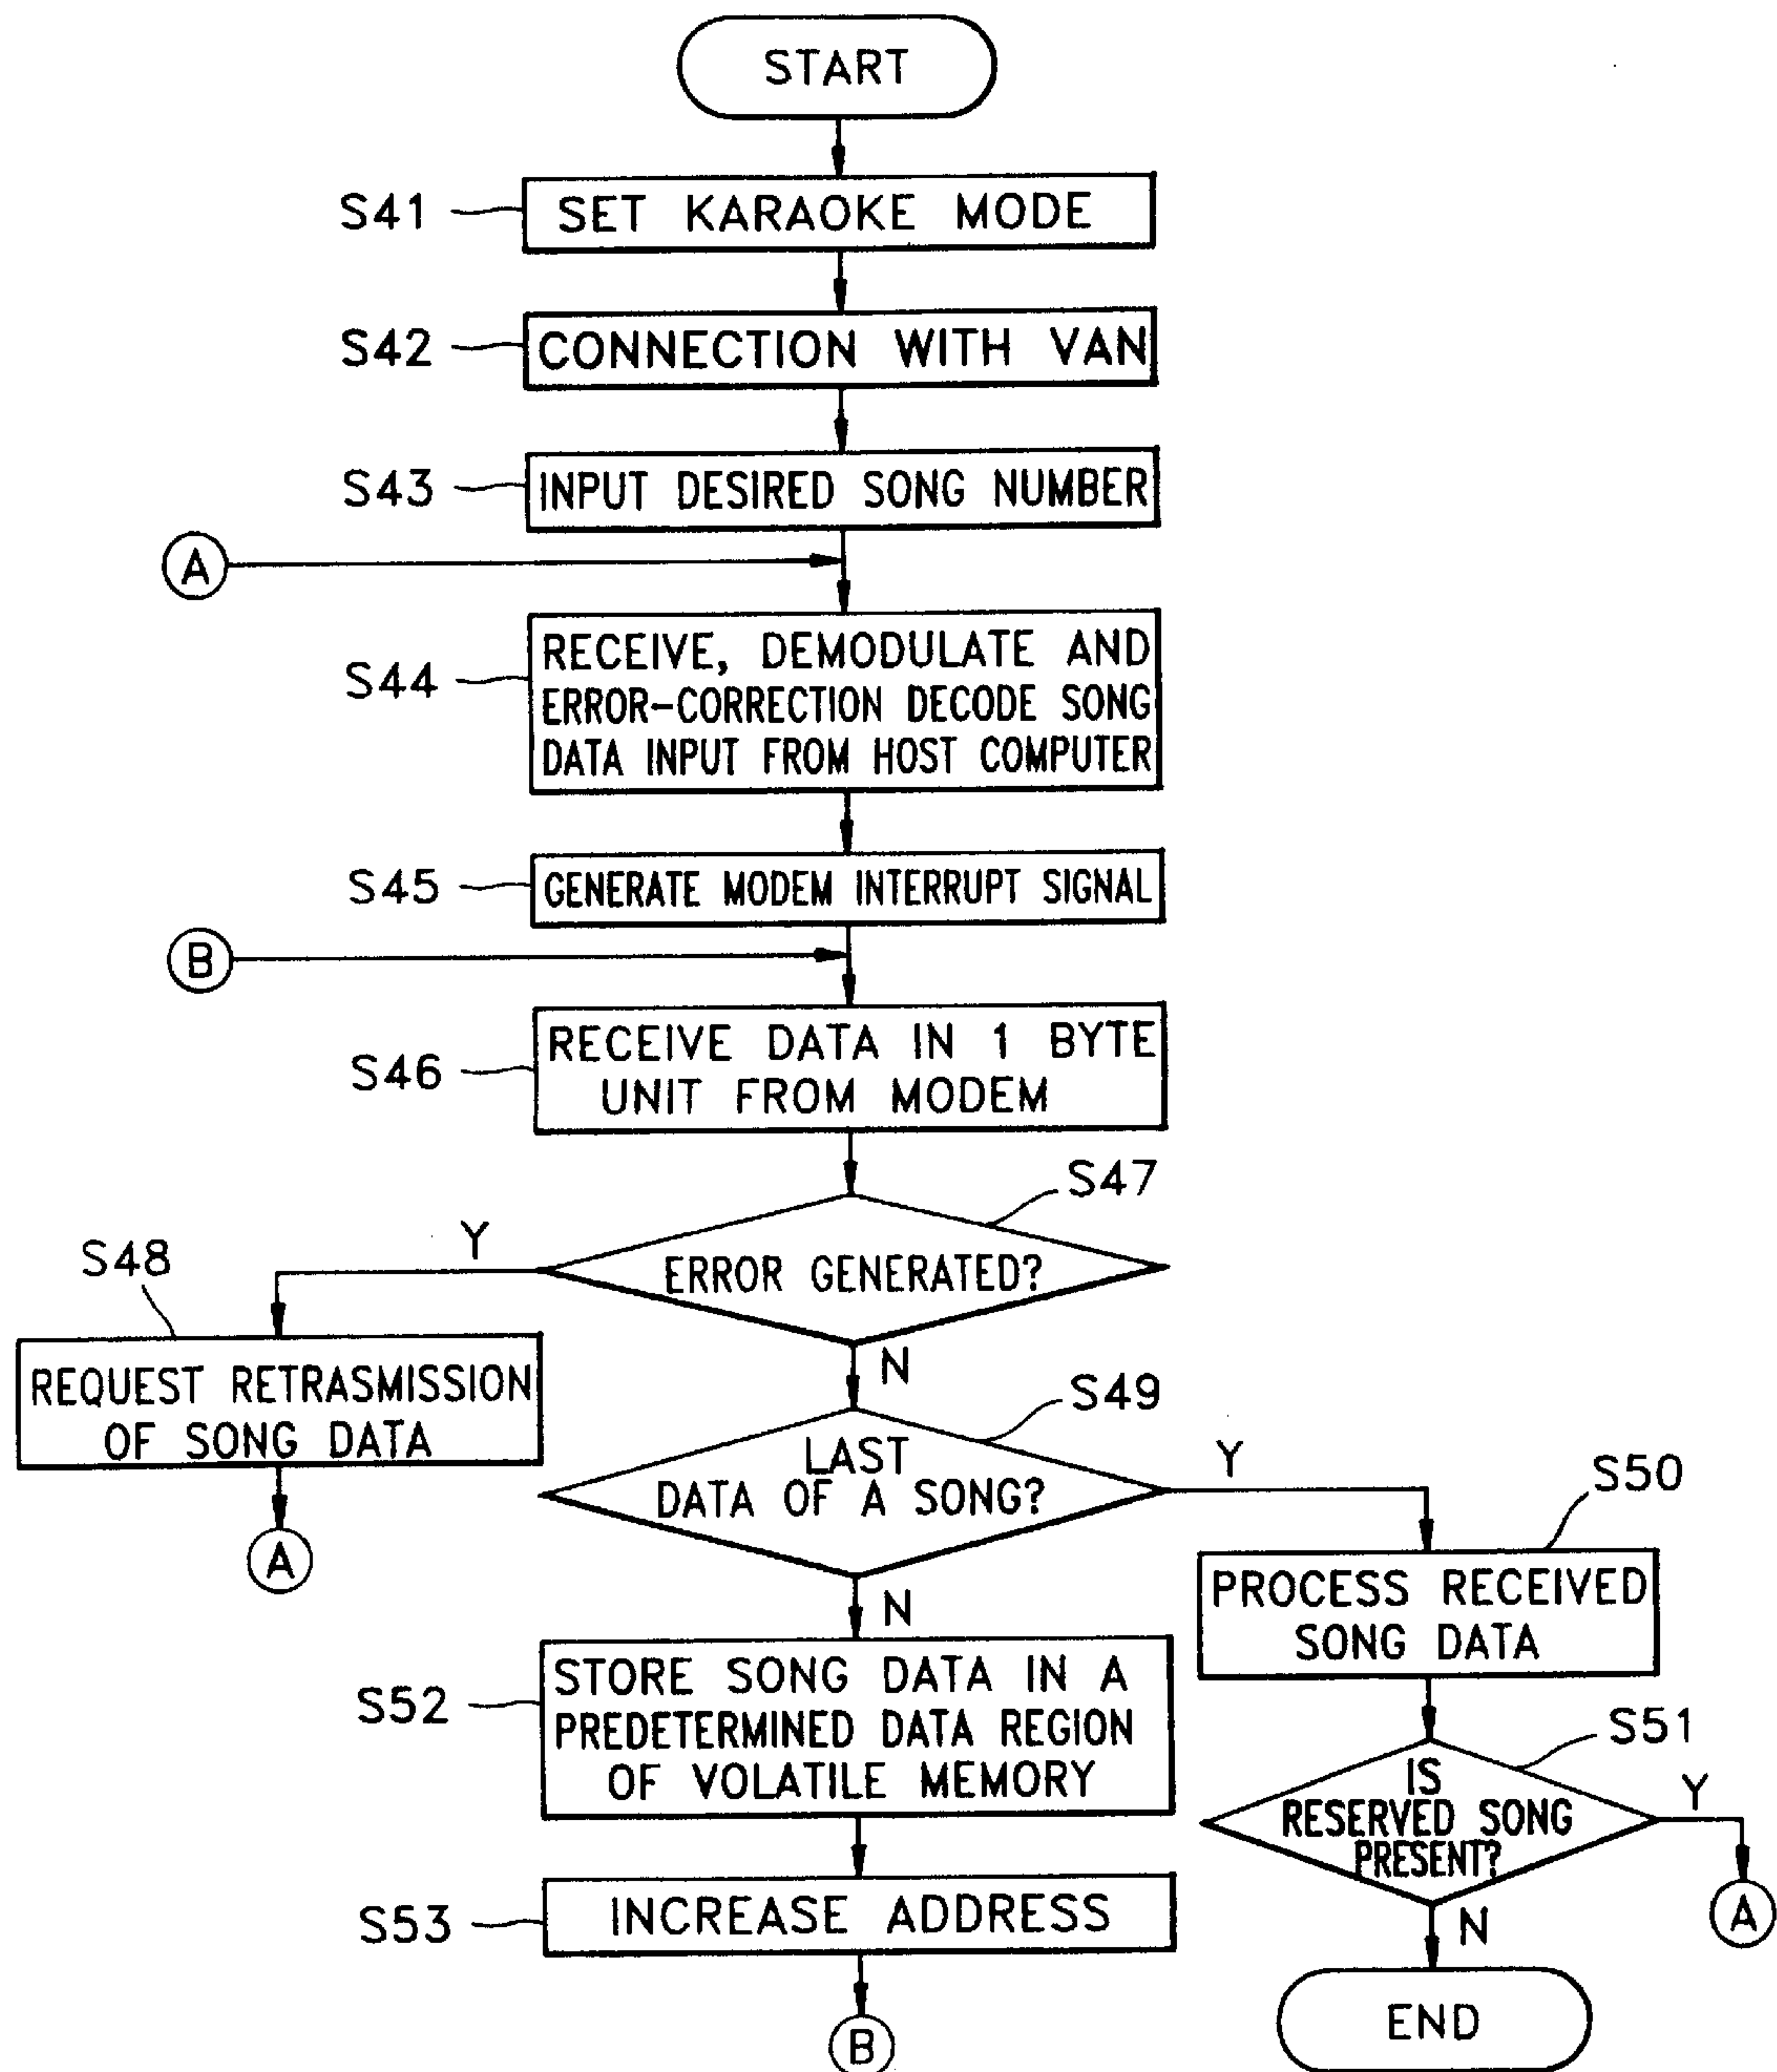 START
S41
SET KARAOKE MODE
S42
CONNECTION WITH VAN
S43
INPUT DESIRED SONG NUMBER
A
S44
RECEIVE, DEMODULATE AND
ERROR-CORRECTION DECODE SONG
DATA INPUT FROM HOST COMPUTER
S45
GENERATE MODEM INTERRUPT SIGNAL
B
S46
RECEIVE DATA IN 1 BYTE
UNIT FROM MODEM
S47
ERROR GENERATED?
Y
N
S48
REQUEST RETRASMISSION
OF SONG DATA
A
S49
LAST
DATA OF A SONG?
Y
N
S50
PROCESS RECEIVED
SONG DATA
S51
IS
RESERVED SONG
PRESENT?
Y
A
N
END
S52
STORE SONG DATA IN A
PREDETERMINED DATA REGION
OF VOLATILE MEMORY
S53
INCREASE ADDRESS
B